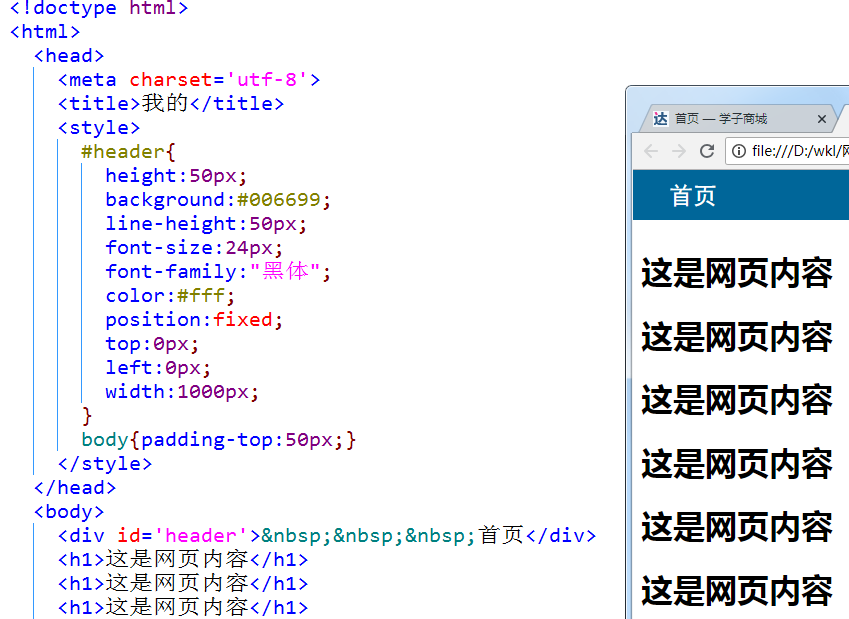 <!doctype html>
<html>
<head>
<meta charset='utf-8'>
<title>我的</title>
<style>
#header{
height:50px;
background:#006699;
line-height:50px;
font-size:24px;
font-family:"黑体";
color:#fff;
position:fixed;
top:0px;
left:0px;
width:1000px;
}
body{padding-top:50px;}
</style>
</head>
<body>
<div id='header'>&nbsp;&nbsp;&nbsp;首页</div>
<h1>这是网页内容</h1>
<h1>这是网页内容</h1>
<h1>这是网页内容</h1>
达 首页 — 学子商城
file:///D:/wkl/
首页
这是网页内容
这是网页内容
这是网页内容
这是网页内容
这是网页内容
这是网页内容